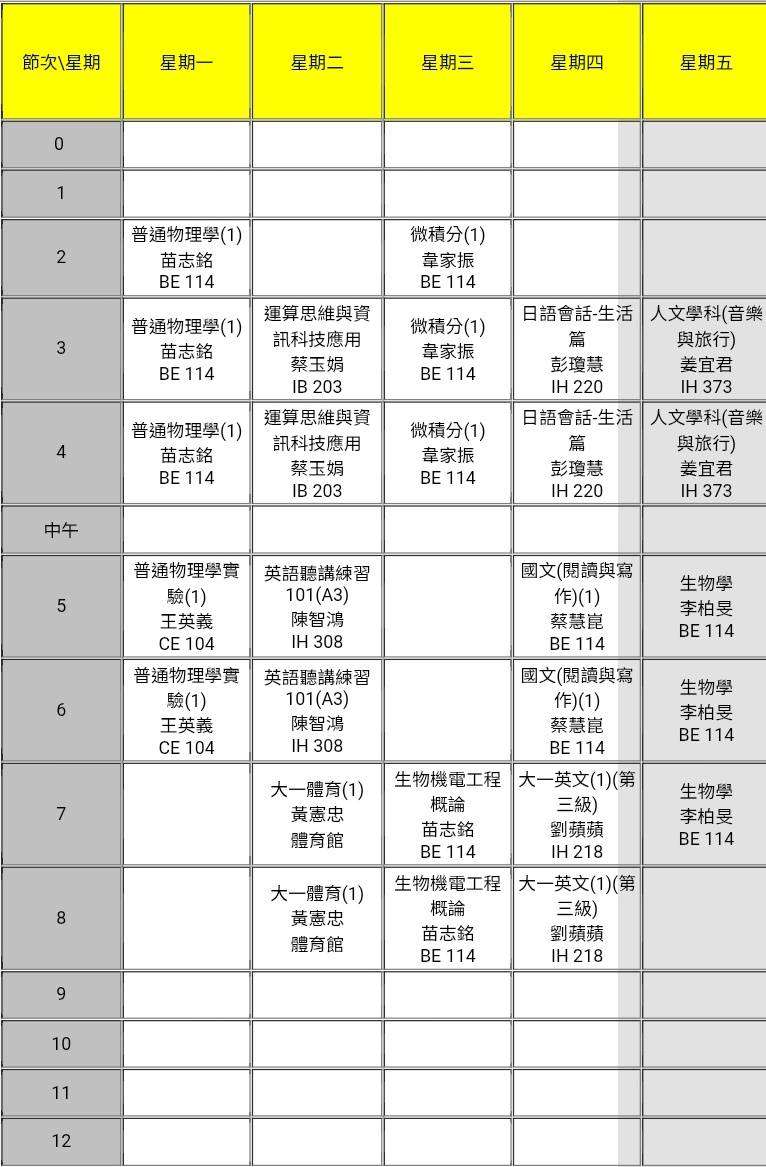 節次\星期 星期一 星期二 星期三 星期四 星期五
0
1
2
普通物理學(1)
苗志銘
BE 114
微積分(1)
韋家振
BE 114
3
普通物理學(1)
苗志銘
BE 114
運算思維與資
訊科技應用
蔡玉娟
IB 203
微積分(1)
韋家振
BE 114
日語會話-生活
篇
彭瓊慧
IH 220
人文學科(音樂
與旅行)
姜宜君
IH 373
4
普通物理學(1)
苗志銘
BE 114
運算思維與資
訊科技應用
蔡玉娟
IB 203
微積分(1)
韋家振
BE 114
日語會話-生活
篇
彭瓊慧
IH 220
人文學科(音樂
與旅行)
姜宜君
IH 373
中午
5
普通物理學實
驗(1)
王英義
CE 104
英語聽講練習
101(A3)
陳智鴻
IH 308
國文(閱讀與寫
作)(1)
蔡慧崑
BE 114
生物學
李柏旻
BE 114
6
普通物理學實
驗(1)
王英義
CE 104
英語聽講練習
101(A3)
陳智鴻
IH 308
國文(閱讀與寫
作)(1)
蔡慧崑
BE 114
生物學
李柏旻
BE 114
7
大一體育(1)
黃憲忠
體育館
生物機電工程
概論
苗志銘
BE 114
大一英文(1)(第
三級)
劉蘋蘋
IH 218
生物學
李柏旻
BE 114
8
大一體育(1)
黃憲忠
體育館
生物機電工程
概論
苗志銘
BE 114
大一英文(1)(第
三級)
劉蘋蘋
IH 218
9
10
11
12